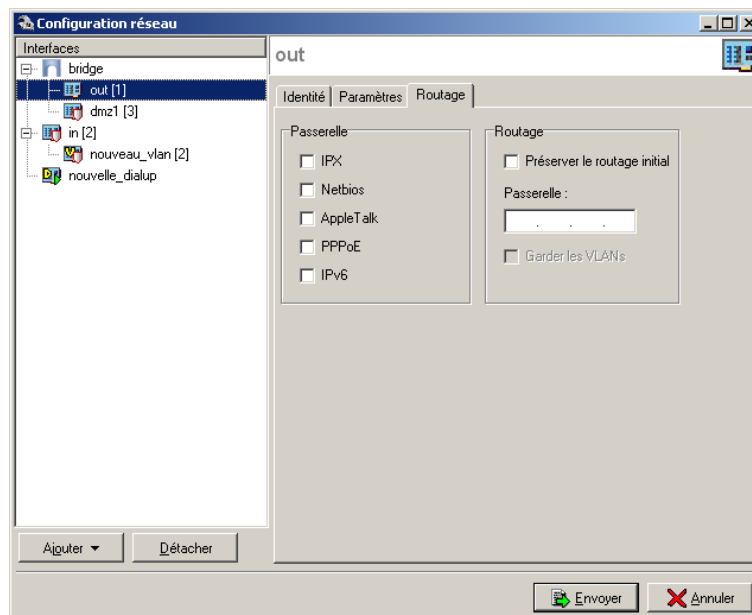 Configuration réseau
Interfaces
bridge
out [1]
dmz1 [3]
in [2]
nouveau_vlan [2]
nouvelle_dialup
out
Identité Paramètres Routage
Passerelle
IPX
Netbios
AppleTalk
PPPoE
IPv6
Routage
Préserver le routage initial
Passerelle :
. . .
Garder les VLANs
Ajouter Détacher
Envoyer Annuler